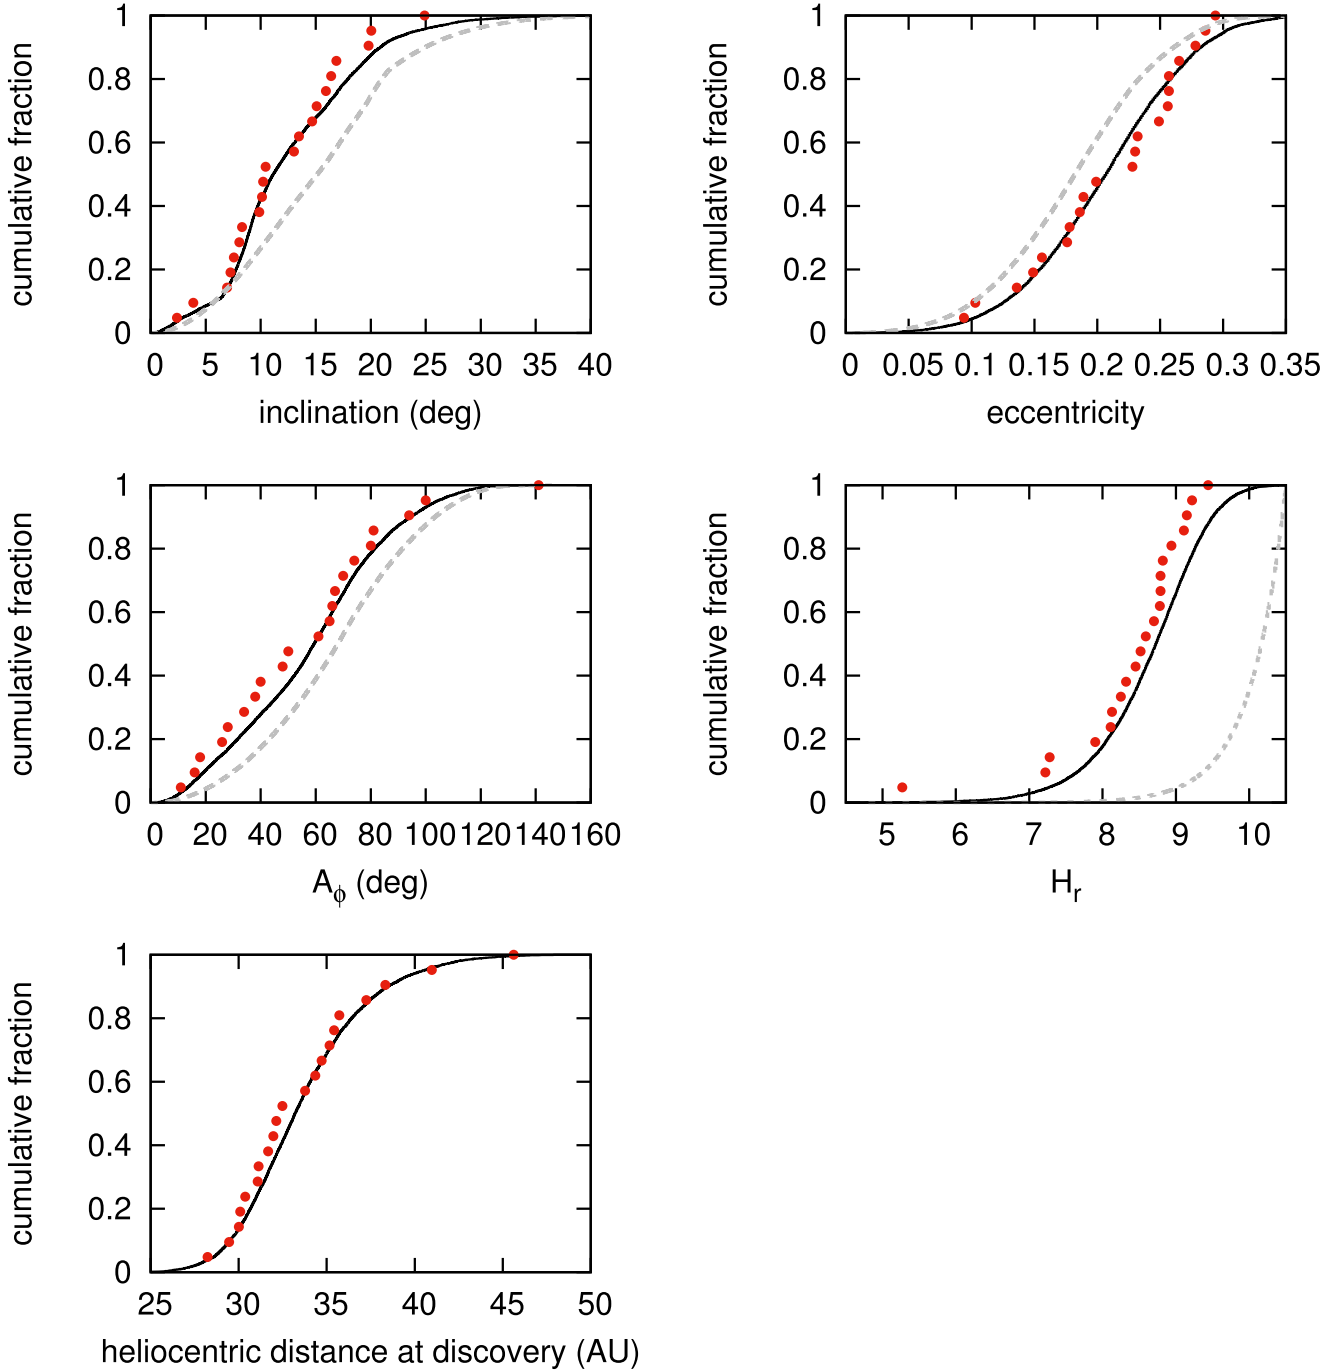 cumulative fraction
1
0.8
0.6
0.4
0.2
0
0 5 10 15 20 25 30 35 40
inclination (deg)
cumulative fraction
1
0.8
0.6
0.4
0.2
0
0 0.05 0.1 0.15 0.2 0.25 0.3 0.35
eccentricity
cumulative fraction
1
0.8
0.6
0.4
0.2
0
0 20 40 60 80 100 120 140 160
Aϕ (deg)
cumulative fraction
1
0.8
0.6
0.4
0.2
0
5 6 7 8 9 10
Hr
cumulative fraction
1
0.8
0.6
0.4
0.2
0
25 30 35 40 45 50
heliocentric distance at discovery (AU)